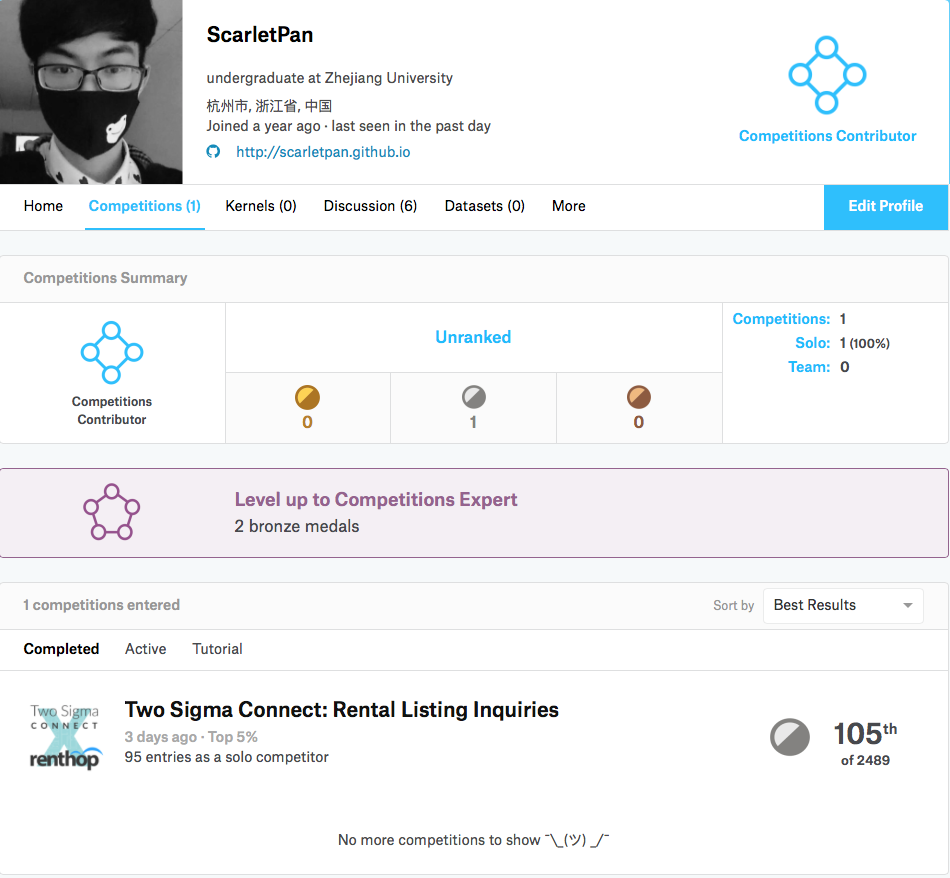 ScarletPan
undergraduate at Zhejiang University
杭州市, 浙江省, 中国
Joined a year ago · last seen in the past day
http://scarletpan.github.io
Competitions Contributor
Home Competitions (1) Kernels (0) Discussion (6) Datasets (0) More Edit Profile
Competitions Summary
Competitions
Contributor
Unranked
0 1 0
Competitions: 1
Solo: 1 (100%)
Team: 0
Level up to Competitions Expert
2 bronze medals
1 competitions entered Sort by Best Results
Completed Active Tutorial
Two Sigma
CONNECT
X
renthop
Two Sigma Connect: Rental Listing Inquiries
3 days ago · Top 5%
95 entries as a solo competitor
105th
of 2489
No more competitions to show ¯\_(ツ) _/¯